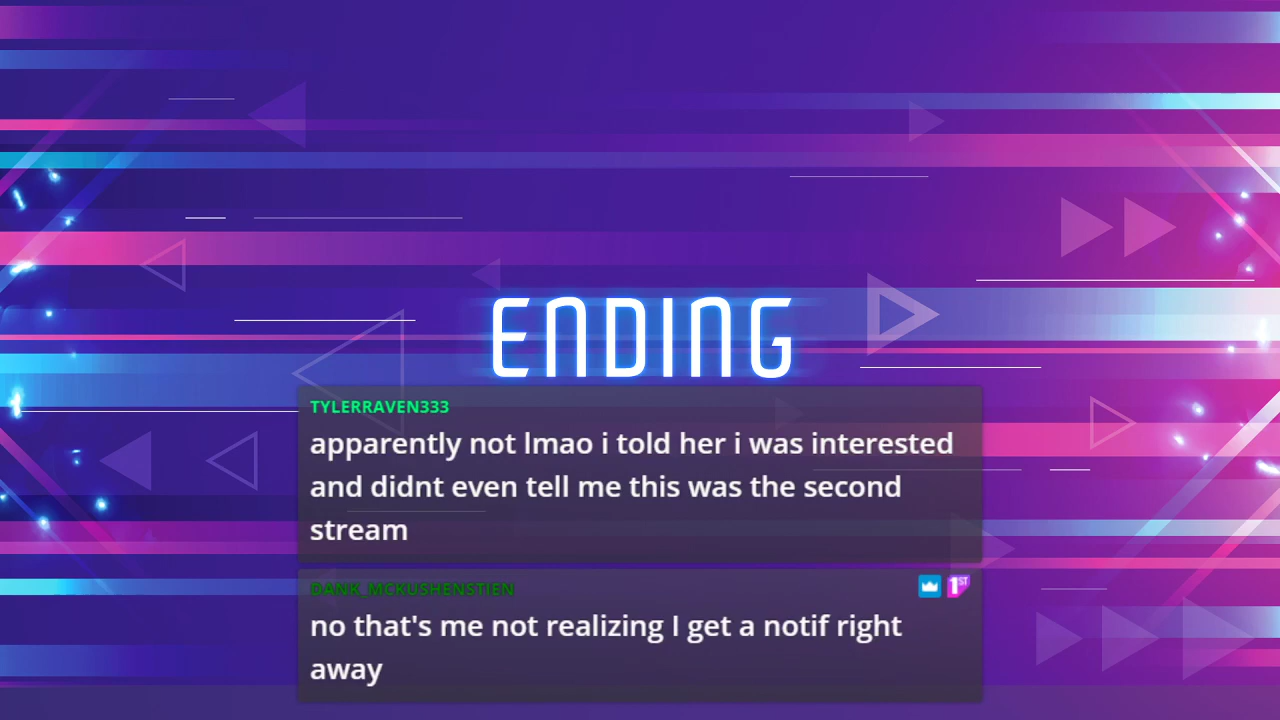 ENDING
TYLERRAVEN333
apparently not lmao i told her i was interested
and didnt even tell me this was the second
stream
DANK_MCKUSHENSTIEN 1ST
no that's me not realizing I get a notif right
away